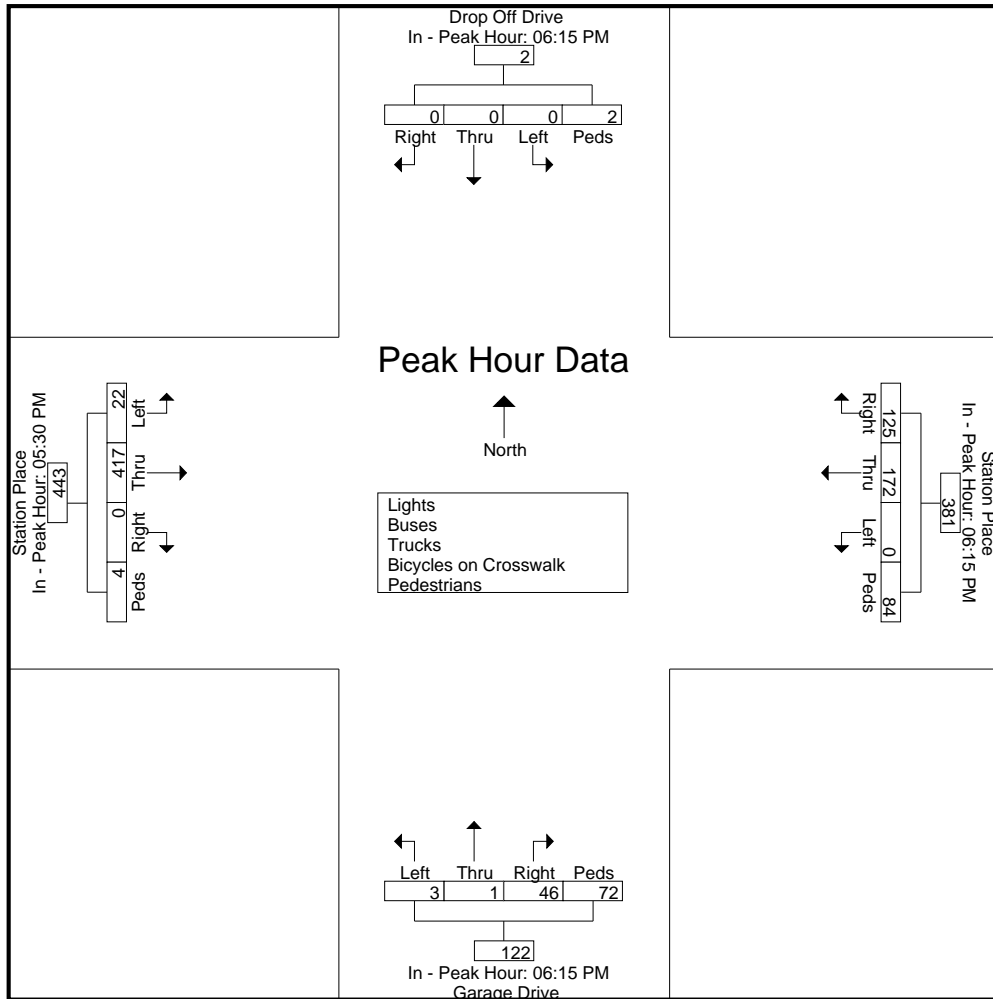 Drop Off Drive
In - Peak Hour: 06:15 PM
2
0 0 0 2
Right Thru Left Peds
Peak Hour Data
North
Lights
Buses
Trucks
Bicycles on Crosswalk
Pedestrians
Station Place
In - Peak Hour: 05:30 PM
443
22 417 0 4
Left Thru Right Peds
Station Place
In - Peak Hour: 06:15 PM
381
125 172 0 84
Right Thru Left Peds
Left Thru Right Peds
3 1 46 72
122
In - Peak Hour: 06:15 PM
Garage Drive